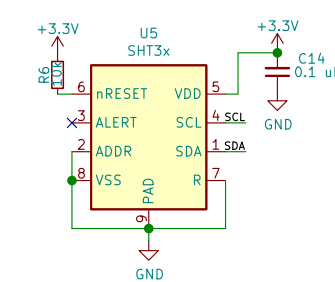 +3.3V
U5
SHT3x
+3.3V
R6
10k
6 nRESET VDD 5
C14
0.1
3 ALERT SCL 4 SCL
GND
2 ADDR SDA 1 SDA
8 VSS R 7
PAD
9
GND